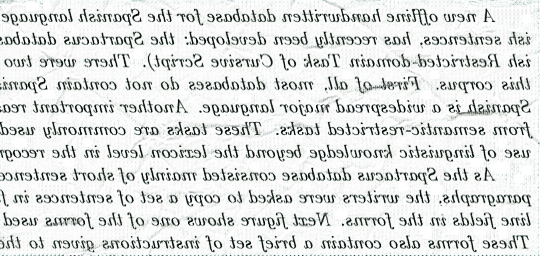 A new offline handwritten database for the Spanish language
ish sentences, has recently been developed: the Spartacus databas
ish Restricted-domain Task of Cursive Script). There were two
this corpus. First of all, most databases do not contain Spani
Spanish is a widespread major language. Another important rea
from semantic-restricted tasks. These tasks are commonly used
use of linguistic knowledge beyond the lexicon level in the recogn
As the Spartacus database consisted mainly of short sentence
paragraphs, the writers were asked to copy a set of sentences in f
line fields in the forms. Next figure shows one of the forms used
These forms also contain a brief set of instructions given to the